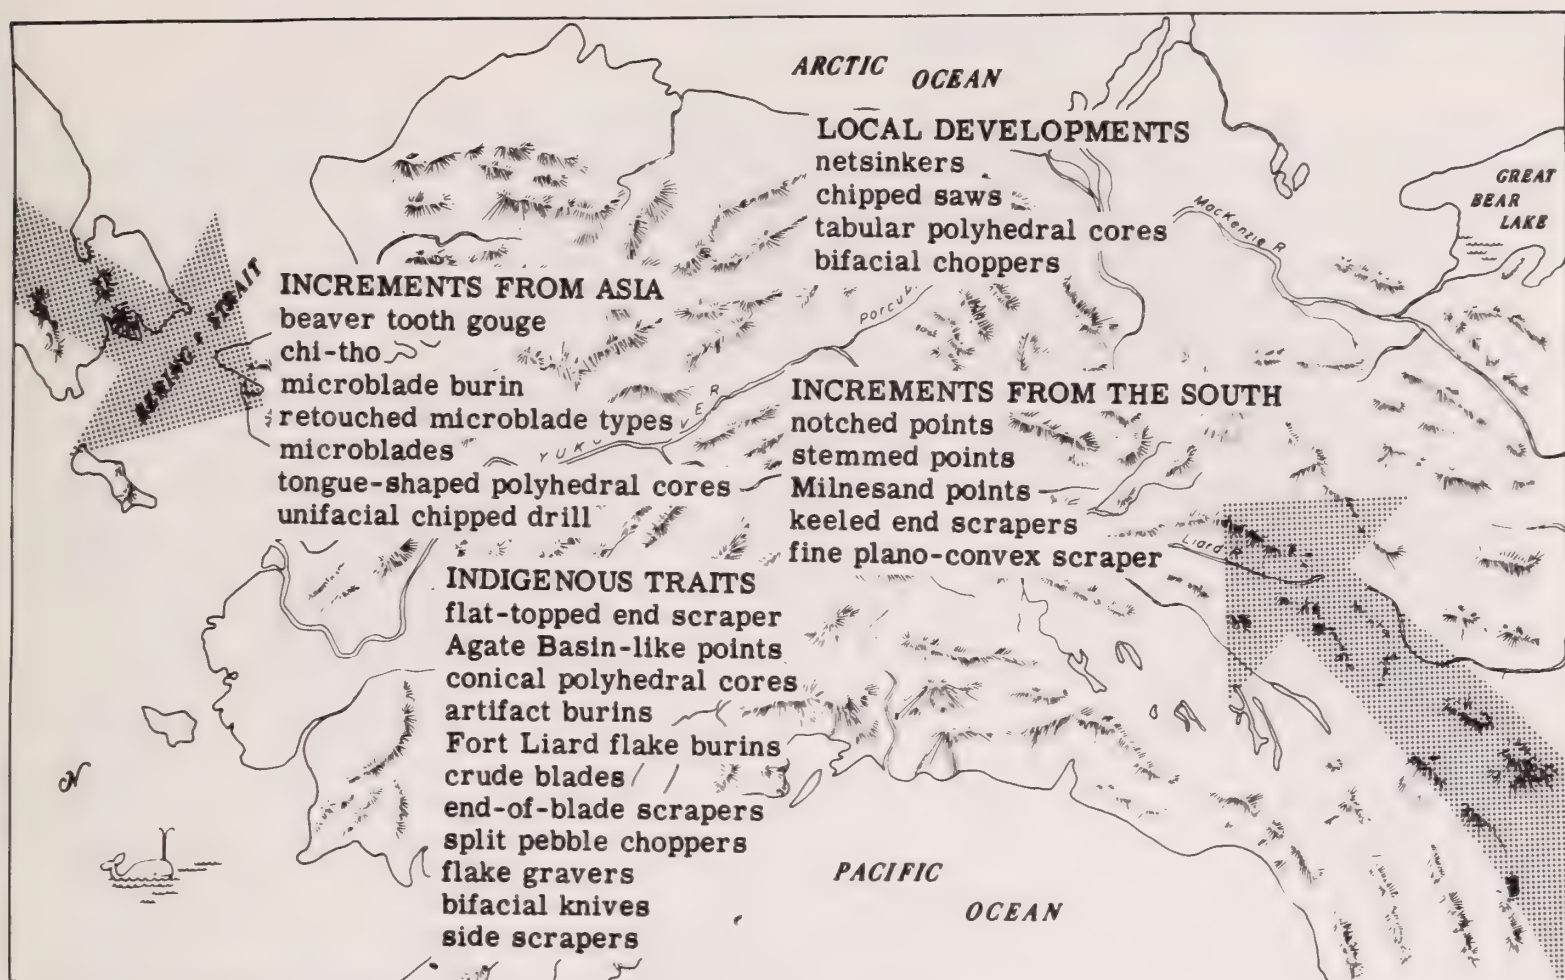 ARCTIC OCEAN
LOCAL DEVELOPMENTS
netsinkers
chipped saws
tabular polyhedral cores
bifacial choppers
GREAT
BEAR
LAKE
MacKenzie R
BERING STRAIT
INCREMENTS FROM ASIA
beaver tooth gouge
chi-tho
microblade burin
retouched microblade types
microblades
tongue-shaped polyhedral cores
unifacial chipped drill
Porcu
YUK VER R
INCREMENTS FROM THE SOUTH
notched points
stemmed points
Milnesand points
keeled end scrapers
fine plano-convex scraper
Liard R
INDIGENOUS TRAITS
flat-topped end scraper
Agate Basin-like points
conical polyhedral cores
artifact burins
Fort Liard flake burins
crude blades
end-of-blade scrapers
split pebble choppers
flake gravers
bifacial knives
side scrapers
N
PACIFIC
OCEAN